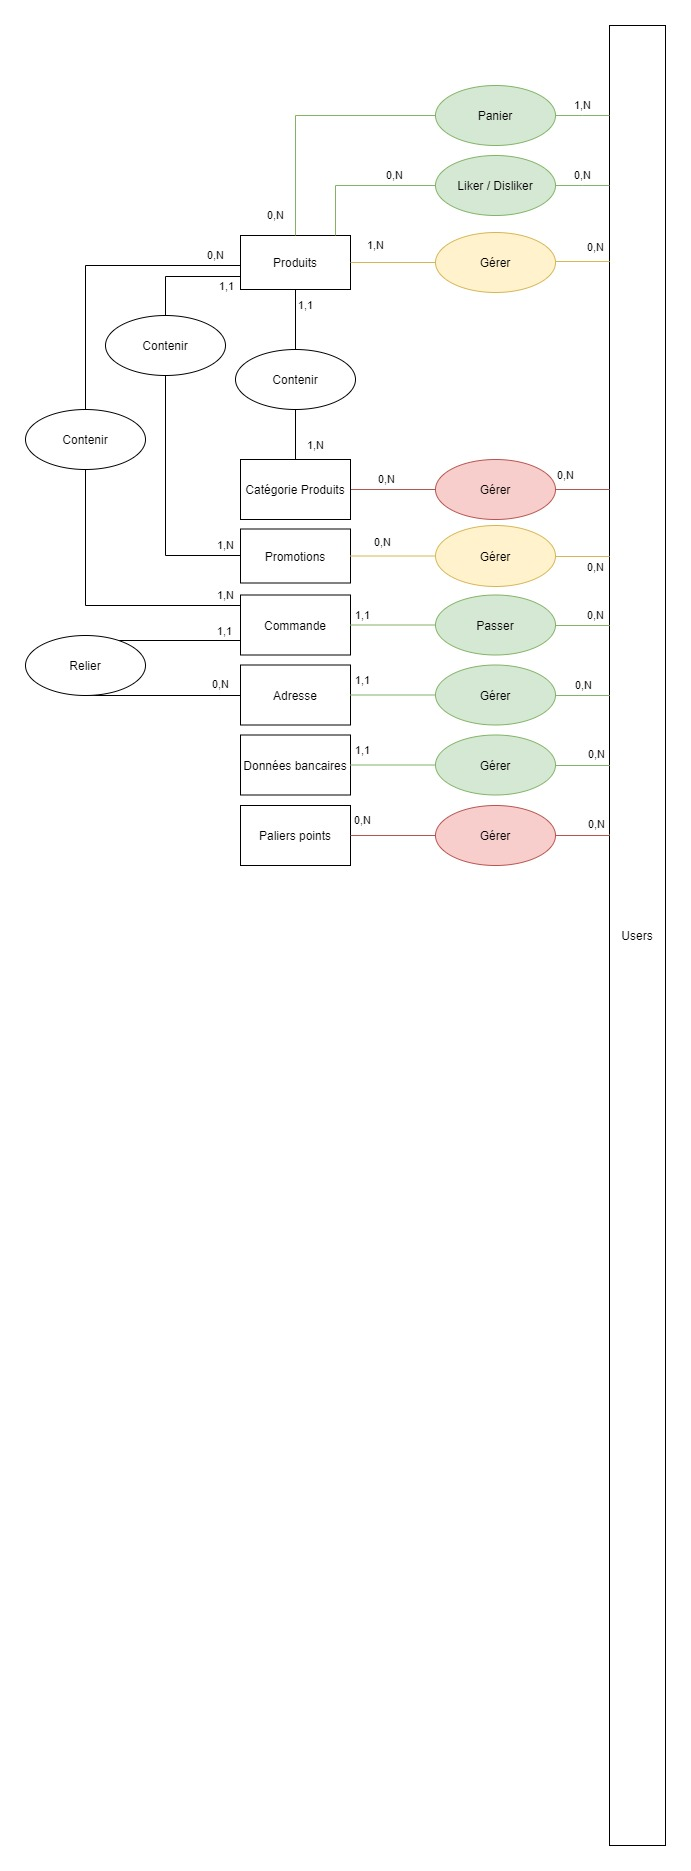 1,N
Panier
0,N
0,N
Liker / Disliker
0,N
0,N
1,N
0,N
0,N
Produits
Gérer
1,1
1,1
Contenir
Contenir
Contenir
1,N
0,N
0,N
Catégorie Produits
Gérer
0,N
1,N
Promotions
Gérer
0,N
1,N
1,1
0,N
Commande
Passer
1,1
Relier
1,1
0,N
0,N
Adresse
Gérer
1,1
0,N
Données bancaires
Gérer
0,N
0,N
Paliers points
Gérer
Users